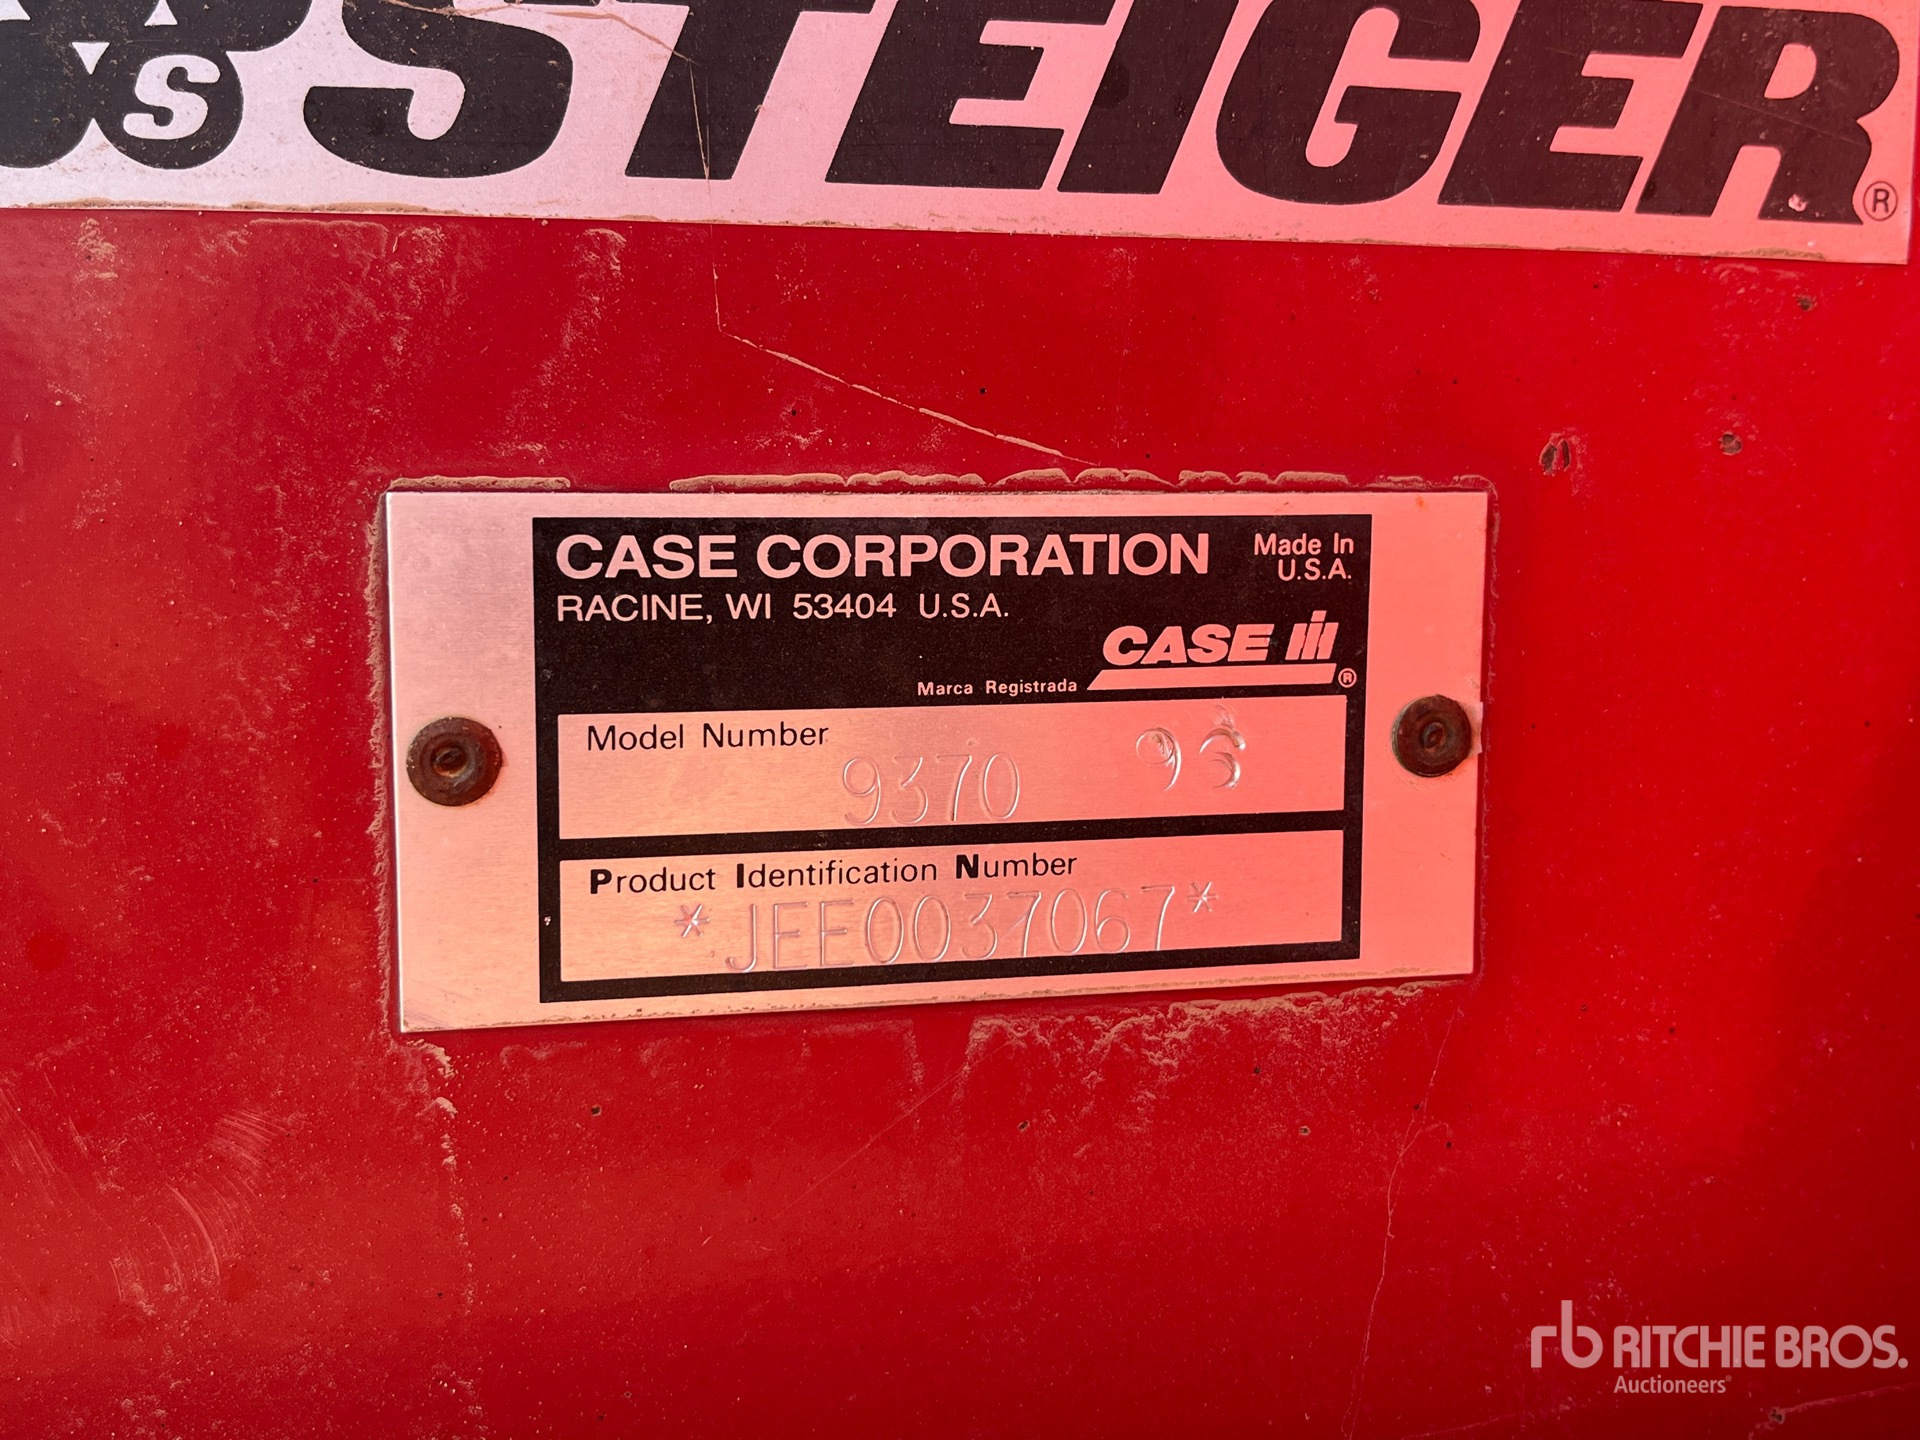 S STEIGER ®
CASE CORPORATION
Made In
U.S.A.
RACINE, WI 53404 U.S.A.
CASE IH ®
Marca Registrada
Model Number
9370
Product Identification Number
*JEE0037067*
rb RITCHIE BROS.
Auctioneers